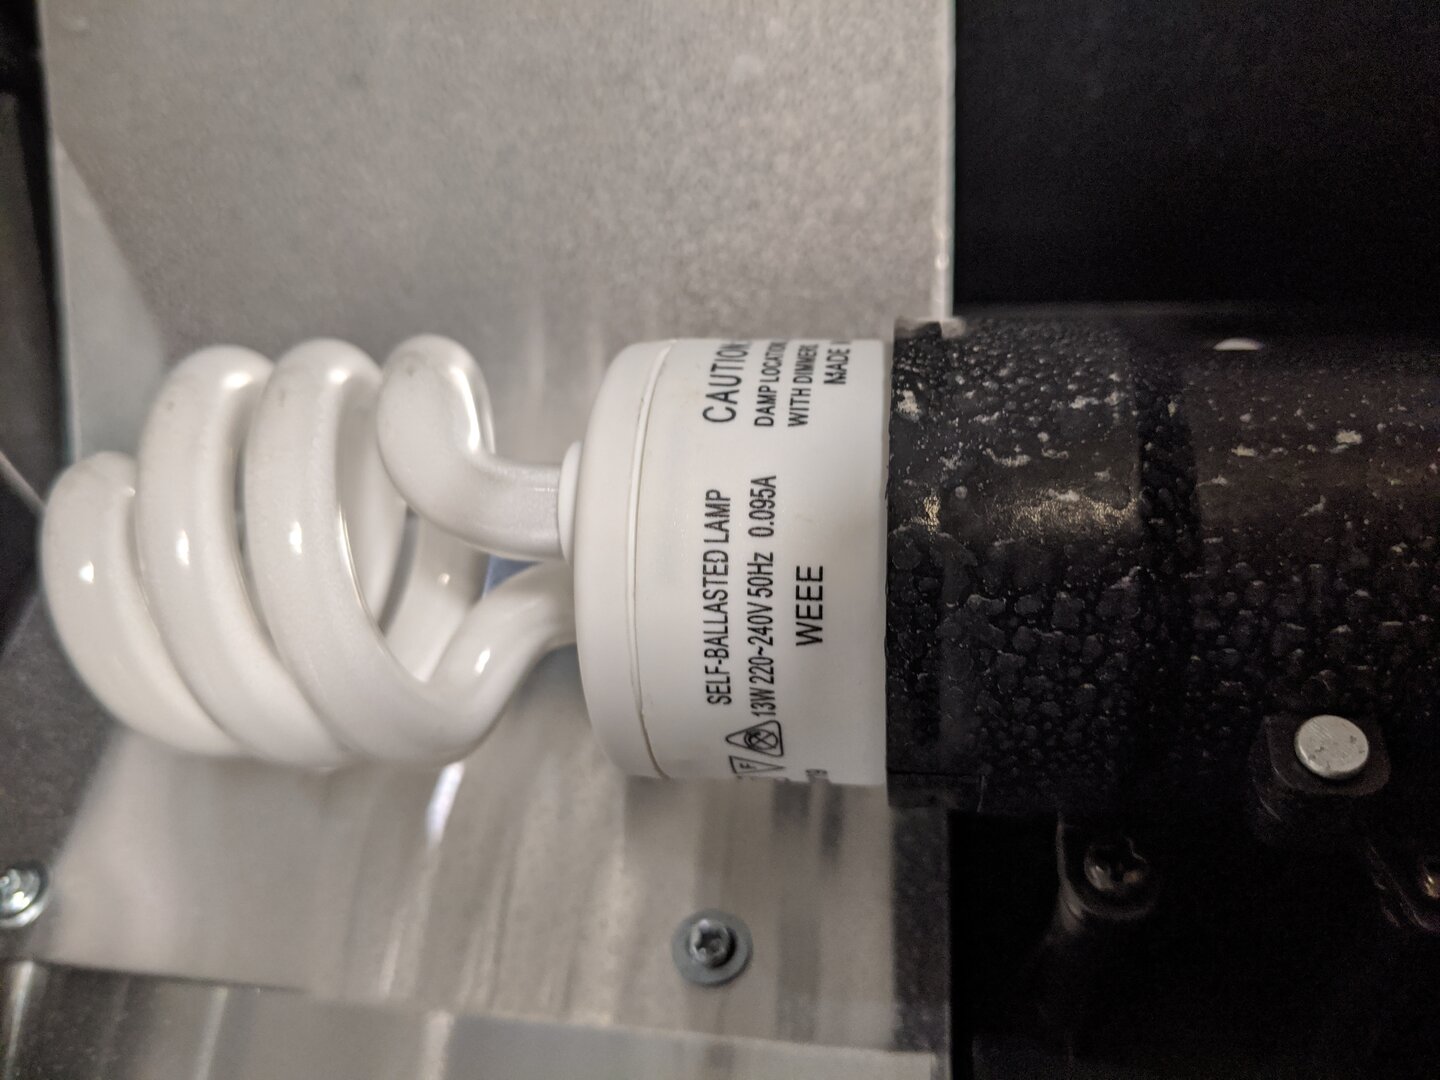 SELF-BALLASTED LAMP
13W 220~240V 50Hz 0.095A
WEEE
CAUTION
DAMP LOCATION
WITH DIMMERS
MADE
F